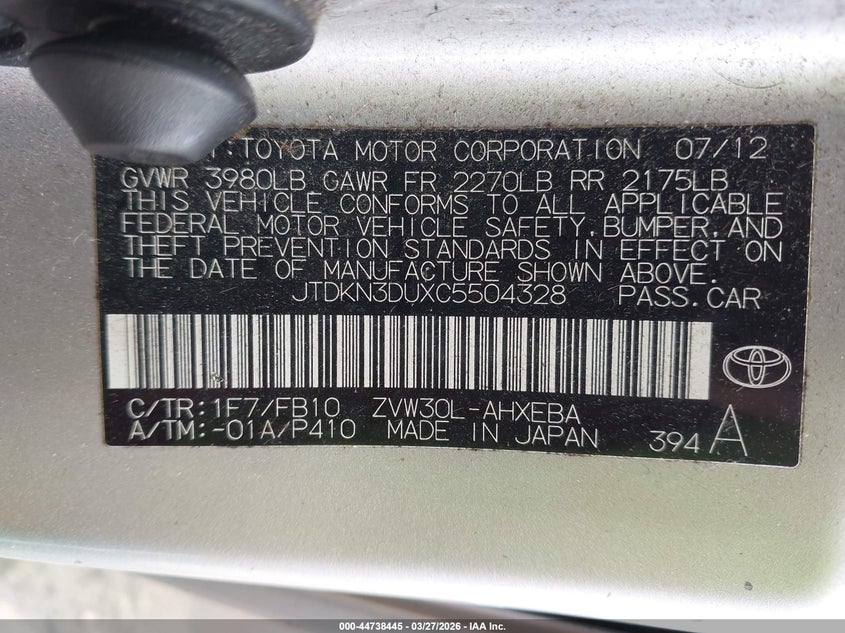 TOYOTA MOTOR CORPORATION 07/12
GVWR 3980LB GAWR FR 2270LB RR 2175LB
THIS VEHICLE CONFORMS TO ALL APPLICABLE
FEDERAL MOTOR VEHICLE SAFETY, BUMPER, AND
THEFT PREVENTION STANDARDS IN EFFECT ON
THE DATE OF MANUFACTURE SHOWN ABOVE.
JTDKN3DUXC5504328 PASS.CAR
C/TR:1F7/FB10 ZVW30L-AHXEBA
A/TM:-01A/P410 MADE IN JAPAN 394 A
000-44738445 - 03/27/2026 - IAA Inc.